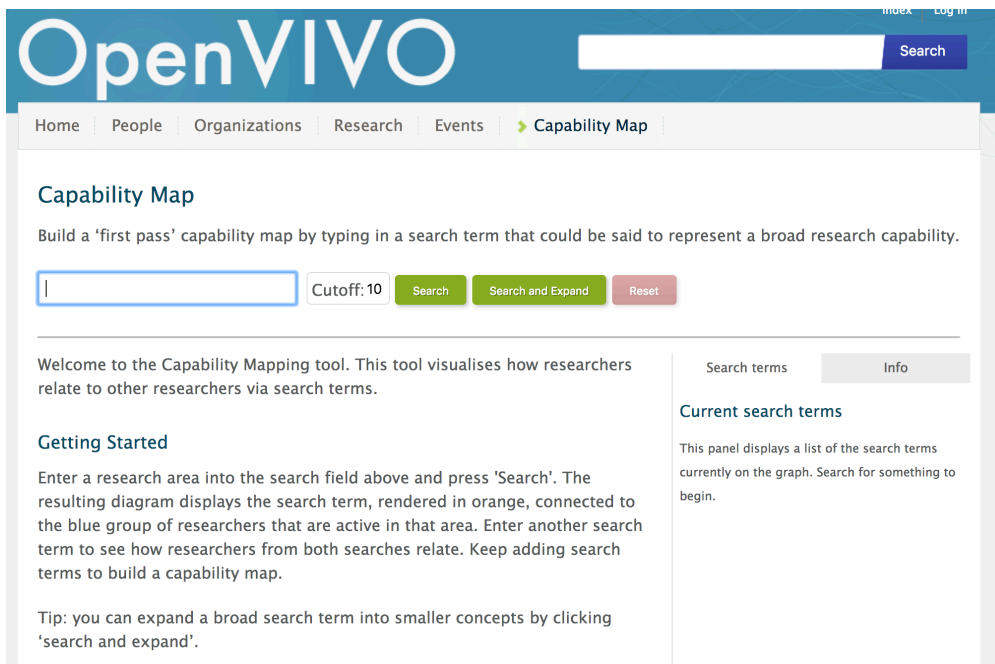 Index Log in
OpenVIVO
Search
Home People Organizations Research Events Capability Map
Capability Map
Build a ‘first pass’ capability map by typing in a search term that could be said to represent a broad research capability.
Cutoff: 10 Search Search and Expand Reset
Welcome to the Capability Mapping tool. This tool visualises how researchers
relate to other researchers via search terms.
Getting Started
Enter a research area into the search field above and press 'Search'. The
resulting diagram displays the search term, rendered in orange, connected to
the blue group of researchers that are active in that area. Enter another search
term to see how researchers from both searches relate. Keep adding search
terms to build a capability map.
Tip: you can expand a broad search term into smaller concepts by clicking
‘search and expand’.
Search terms Info
Current search terms
This panel displays a list of the search terms
currently on the graph. Search for something to
begin.